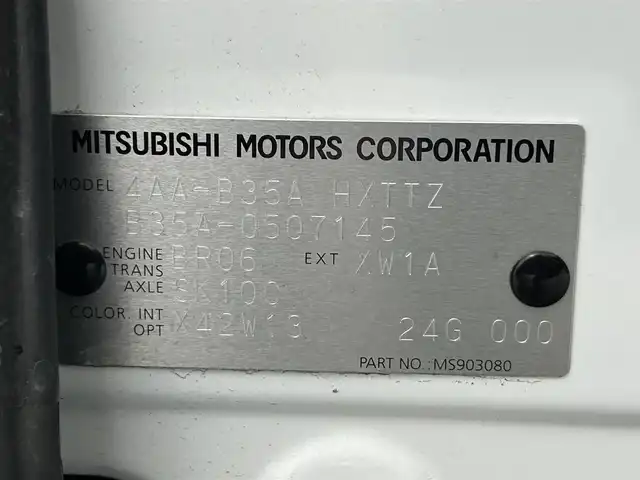 MITSUBISHI MOTORS CORPORATION
MODEL 4AA-B35A HXTTZ
B35A-0507145
ENGINE BR06 EXT XW1A
TRANS
AXLE SK10C
COLOR. INT X42W13 24G 000
OPT
PART NO.:MS903080